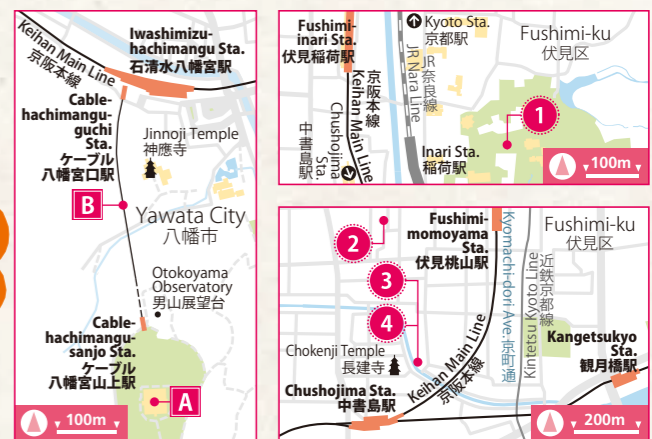 Keihan Main Line
京阪本線
Iwashimizu-
hachimangu Sta.
石清水八幡宮駅
Cable-
hachimangu-
guchi
Sta.
ケーブル
八幡宮口駅
Jinnoji Temple
神應寺
B
Yawata City
八幡市
Otokoyama
Observatory
男山展望台
Cable-
hachimangu-
sanjo Sta.
ケーブル
八幡宮山上駅
A
100m
Fushimi-
inari Sta.
伏見稲荷駅
Kyoto Sta.
京都駅
Fushimi-ku
伏見区
JR奈良線
JR Nara Line
京阪本線
Keihan Main Line
Chushojima
Sta.
中書島駅
Inari Sta.
稲荷駅
1
100m
2
Fushimi-
momoyama
Sta.
伏見桃山駅
Kyomachi-dori Ave.京町通
Kintetsu Kyoto Line
近鉄京都線
Fushimi-ku
伏見区
3
4
Kangetsukyo
Sta.
観月橋駅
Chokenji Temple
長建寺
Keihan Main Line
京阪本線
Chushojima Sta.
中書島駅
200m